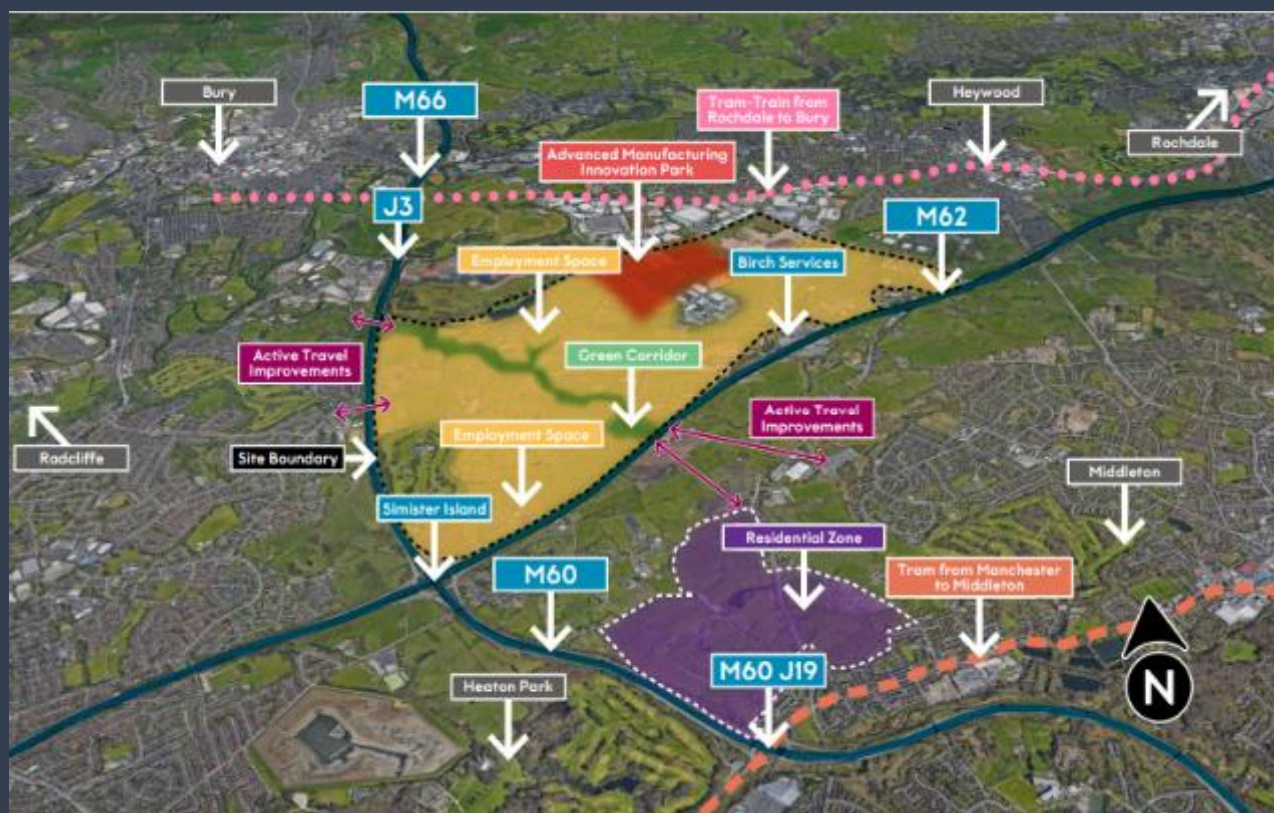 Bury
M66
Tram-Train from
Rochdale to Bury
Heywood
Rochdale
Advanced Manufacturing
Innovation Park
J3
M62
Employment Space
Birch Services
Active Travel
Improvements
Green Corridor
Employment Space
Active Travel
Improvements
Radcliffe
Site Boundary
Middleton
Simister Island
Residential Zone
M60
Tram from Manchester
to Middleton
Heaton Park
M60 J19
N